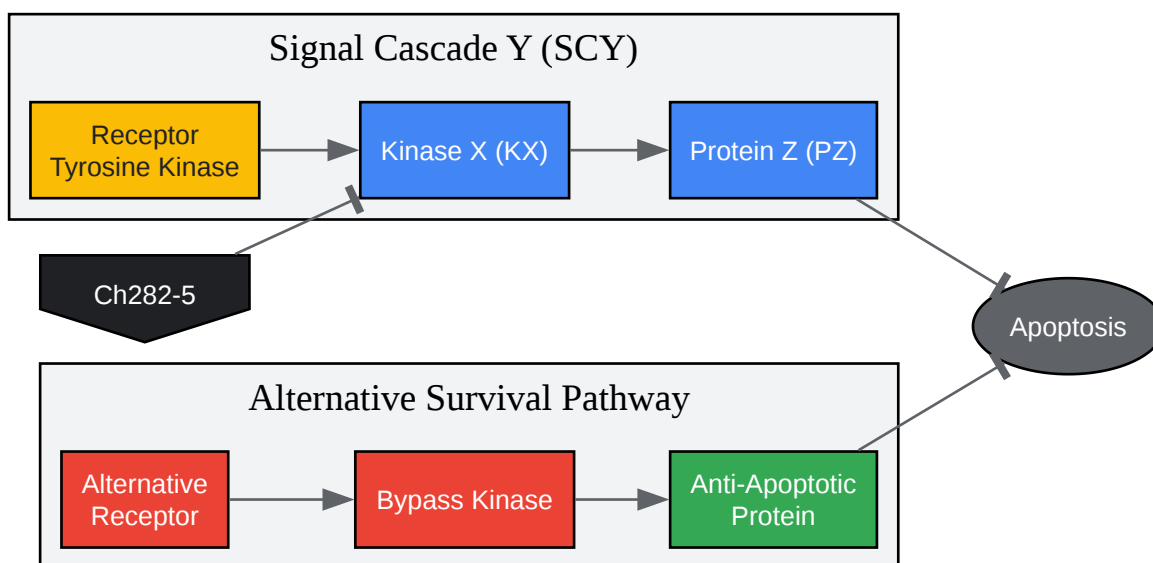 Signal Cascade Y (SCY)
Receptor
Tyrosine Kinase
Kinase X (KX)
Protein Z (PZ)
Ch282-5
Apoptosis
Alternative Survival Pathway
Alternative
Receptor
Bypass Kinase
Anti-Apoptotic
Protein